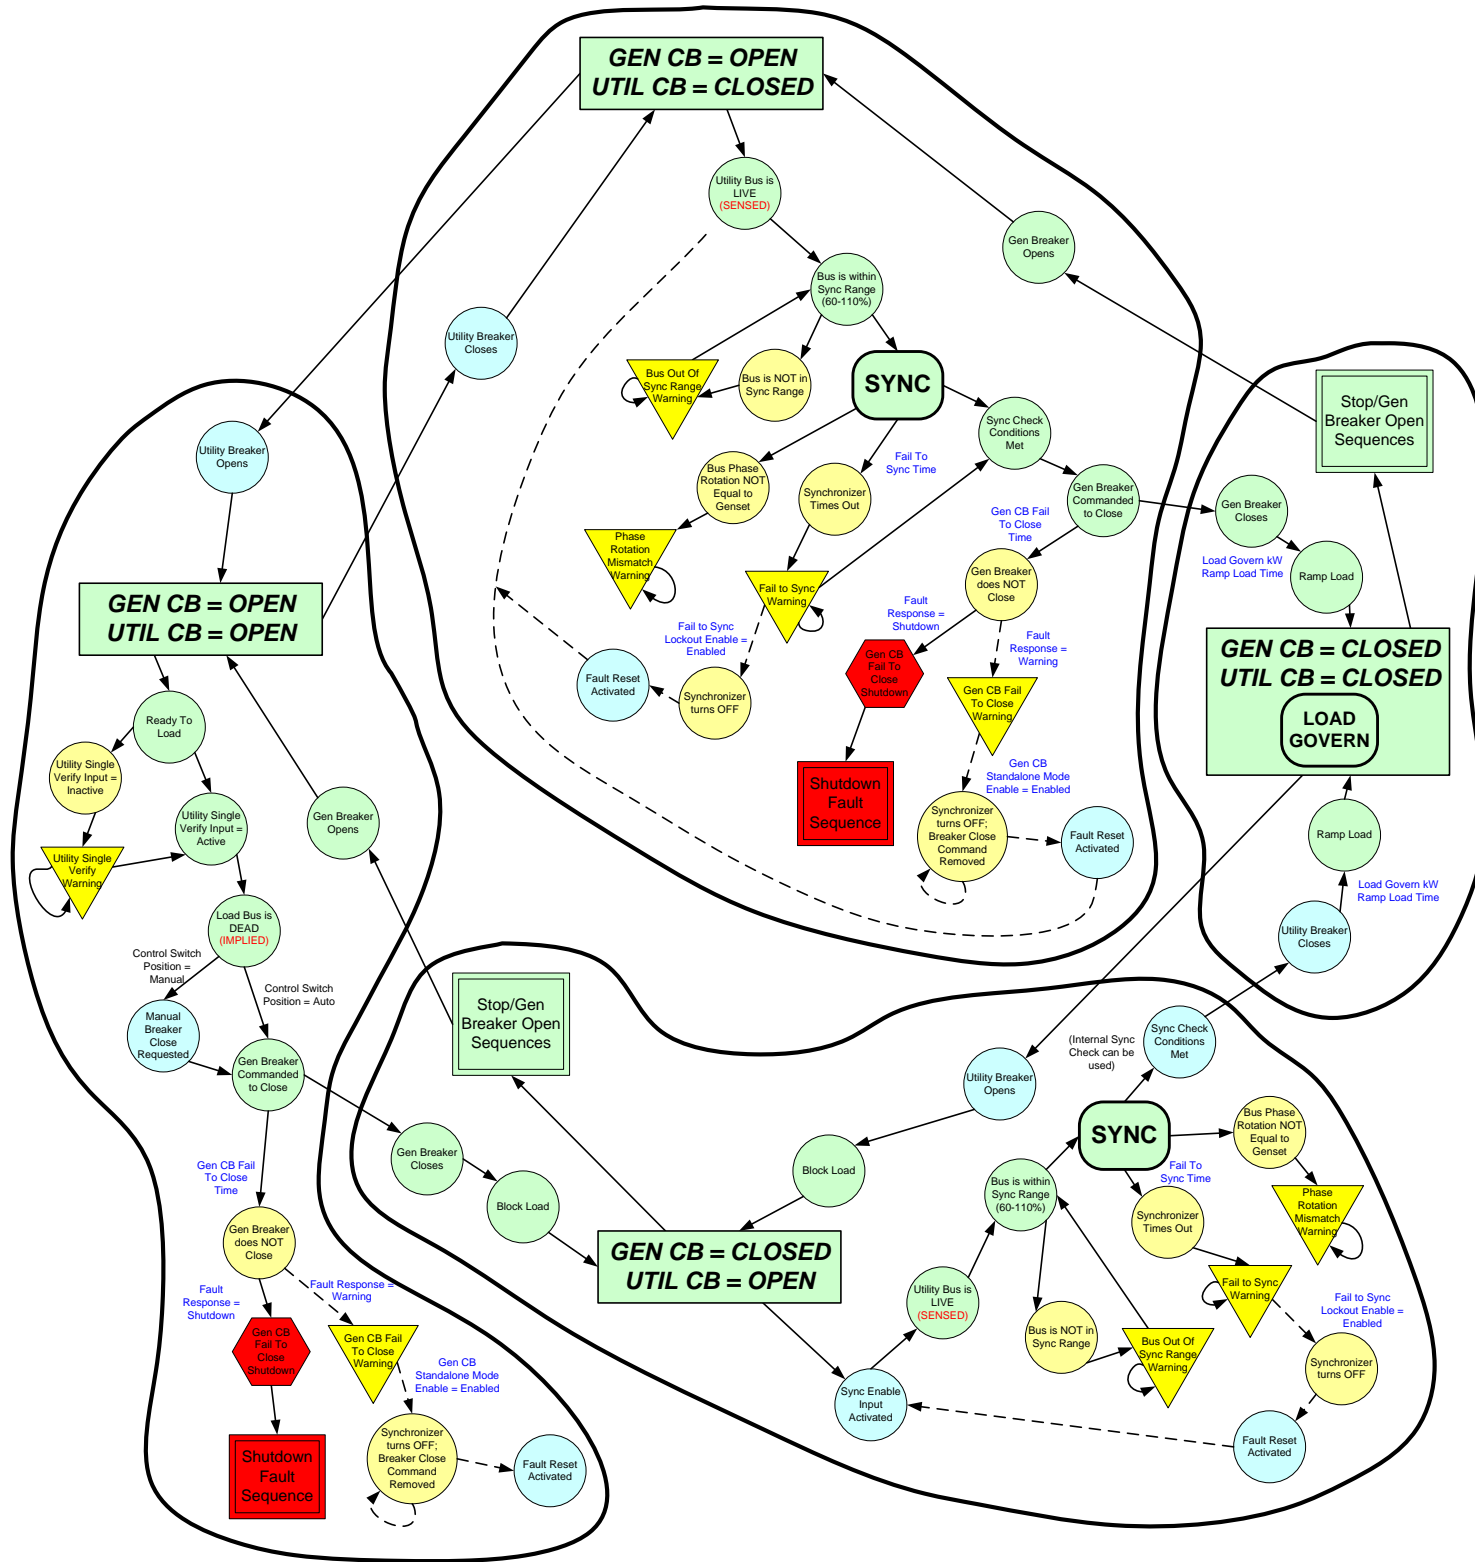 GEN CB = OPEN
UTIL CB = CLOSED
Utility Bus is
LIVE
(SENSED)
Gen Breaker
Opens
Bus is within
Sync Range
(60-110%)
Utility Breaker
Closes
Bus Out Of
Sync Range
Warning
Bus is NOT in
Sync Range
SYNC
Sync Check
Conditions
Met
Fail To
Sync Time
Bus Phase
Rotation NOT
Equal to
Genset
Synchronizer
Times Out
Gen Breaker
Commanded
to Close
Gen CB Fail
To Close
Time
Phase
Rotation
Mismatch
Warning
Fail to Sync
Warning
Gen Breaker
does NOT
Close
Fault
Response =
Shutdown
Fault
Response =
Warning
Fail to Sync
Lockout Enable =
Enabled
Fault Reset
Activated
Synchronizer
turns OFF
Gen CB
Fail To
Close
Shutdown
Gen CB Fail
To Close
Warning
Gen CB
Standalone Mode
Enable = Enabled
Shutdown
Fault
Sequence
Synchronizer
turns OFF;
Breaker Close
Command
Removed
Fault Reset
Activated
Stop/Gen
Breaker Open
Sequences
Gen Breaker
Closes
Load Govern kW
Ramp Load Time
Ramp Load
GEN CB = CLOSED
UTIL CB = CLOSED
LOAD
GOVERN
Ramp Load
Load Govern kW
Ramp Load Time
Utility Breaker
Closes
Utility Breaker
Opens
GEN CB = OPEN
UTIL CB = OPEN
Ready To
Load
Utility Single
Verify Input =
Inactive
Utility Single
Verify Input =
Active
Gen Breaker
Opens
Utility Single
Verify
Warning
Load Bus is
DEAD
(IMPLIED)
Control Switch
Position =
Manual
Control Switch
Position = Auto
Manual
Breaker
Close
Requested
Gen Breaker
Commanded
to Close
Gen CB Fail
To Close
Time
Gen Breaker
does NOT
Close
Fault
Response =
Shutdown
Fault Response =
Warning
Gen CB
Fail To
Close
Shutdown
Gen CB Fail
To Close
Warning
Gen CB
Standalone Mode
Enable = Enabled
Shutdown
Fault
Sequence
Synchronizer
turns OFF;
Breaker Close
Command
Removed
Fault Reset
Activated
Stop/Gen
Breaker Open
Sequences
Gen Breaker
Closes
Block Load
Utility Breaker
Opens
Block Load
GEN CB = CLOSED
UTIL CB = OPEN
(Internal Sync
Check can be
used)
Sync Check
Conditions
Met
SYNC
Bus Phase
Rotation NOT
Equal to
Genset
Fail To
Sync Time
Bus is within
Sync Range
(60-110%)
Synchronizer
Times Out
Phase
Rotation
Mismatch
Warning
Utility Bus is
LIVE
(SENSED)
Fail to Sync
Warning
Fail to Sync
Lockout Enable =
Enabled
Bus is NOT in
Sync Range
Bus Out Of
Sync Range
Warning
Synchronizer
turns OFF
Sync Enable
Input
Activated
Fault Reset
Activated